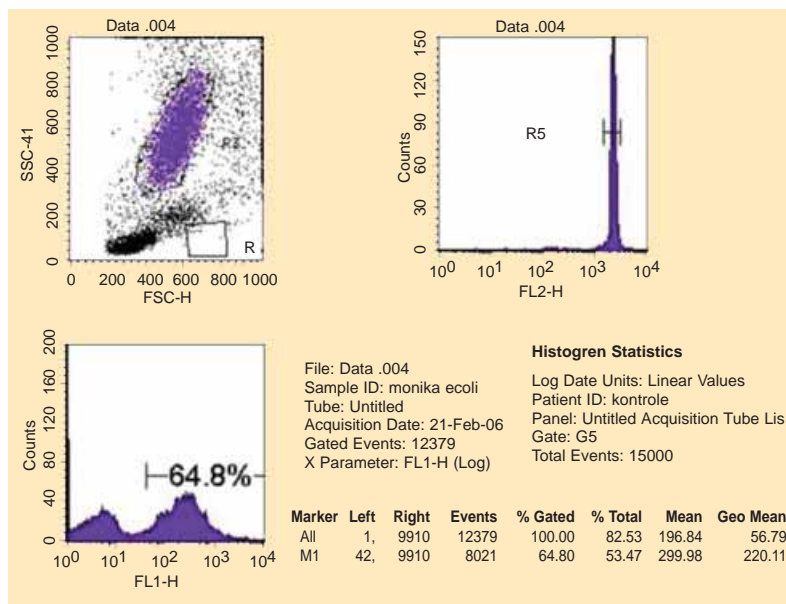 Data .004
1000
800
600
400
200
0
SSC-41
R
0 200 400 600 800 1000
FSC-H
Data .004
150
120
90
60
30
0
Counts
R5
10⁰ 10¹ 10² 10³ 10⁴
FL2-H
200
160
120
80
40
0
Counts
64.8%
10⁰ 10¹ 10² 10³ 10⁴
FL1-H
File: Data .004
Sample ID: monika ecoli
Tube: Untitled
Acquisition Date: 21-Feb-06
Gated Events: 12379
X Parameter: FL1-H (Log)
Histogren Statistics
Log Date Units: Linear Values
Patient ID: kontrole
Panel: Untitled Acquisition Tube Lis
Gate: G5
Total Events: 15000
Marker Left Right Events % Gated % Total Mean Geo Mean
All 1, 9910 12379 100.00 82.53 196.84 56.79
M1 42, 9910 8021 64.80 53.47 299.98 220.11